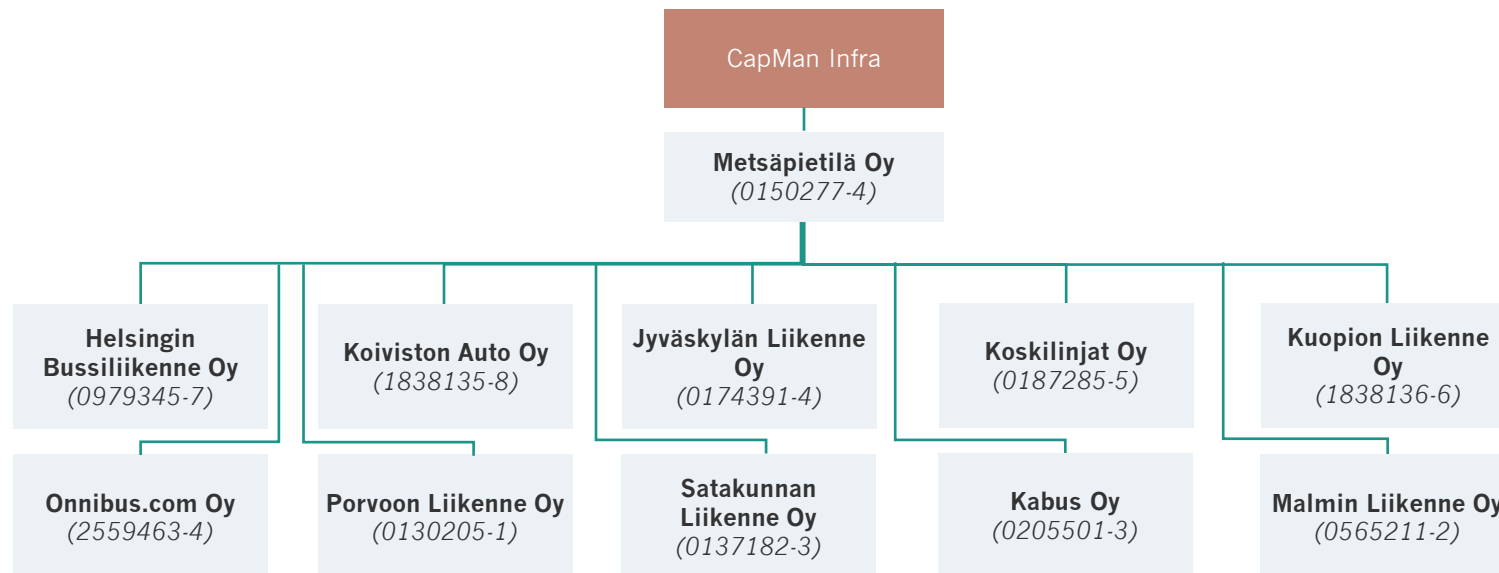 CapMan Infra
Metsäpietilä Oy
(0150277-4)
Helsingin
Bussiliikenne Oy
(0979345-7)
Koiviston Auto Oy
(1838135-8)
Jyväskylän Liikenne
Oy
(0174391-4)
Koskilinjat Oy
(0187285-5)
Kuopion Liikenne
Oy
(1838136-6)
Onnibus.com Oy
(2559463-4)
Porvoon Liikenne Oy
(0130205-1)
Satakunnan
Liikenne Oy
(0137182-3)
Kabus Oy
(0205501-3)
Malmin Liikenne Oy
(0565211-2)